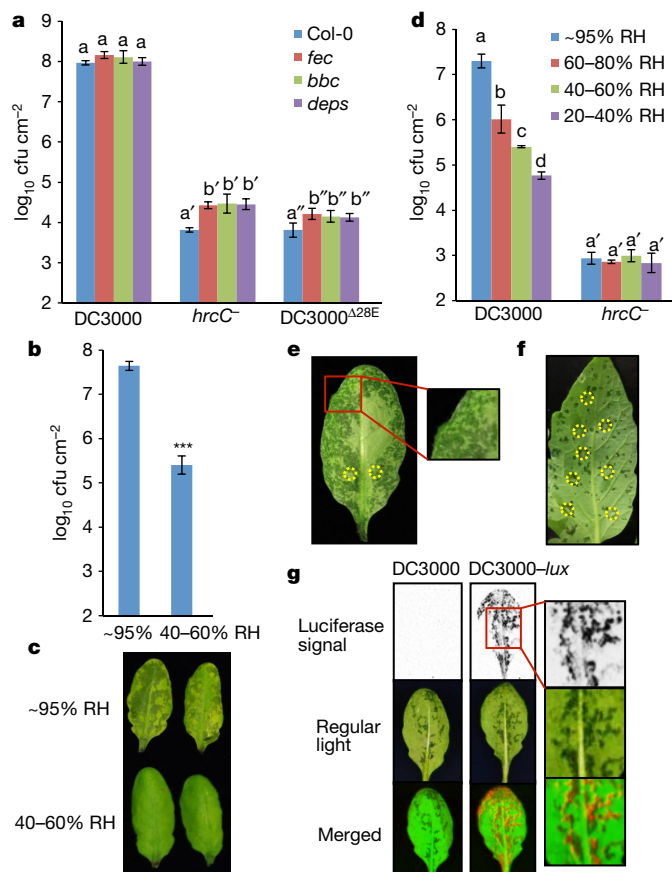 a
log10 cfu cm−2
9
8
7
6
5
4
3
2
a a a a
a′ b′ b′ b′
a″ b″ b″ b″
Col-0
fec
bbc
deps
DC3000 hrcC− DC3000Δ28E
d
log10 cfu cm−2
8
7
6
5
4
3
2
a
b
c
d
a′ a′ a′ a′
~95% RH
60–80% RH
40–60% RH
20–40% RH
DC3000 hrcC−
b
log10 cfu cm−2
8
7
6
5
4
3
2
***
~95% 40–60% RH
c
~95% RH
40–60% RH
e
f
g
DC3000 DC3000–lux
Luciferase
signal
Regular
light
Merged